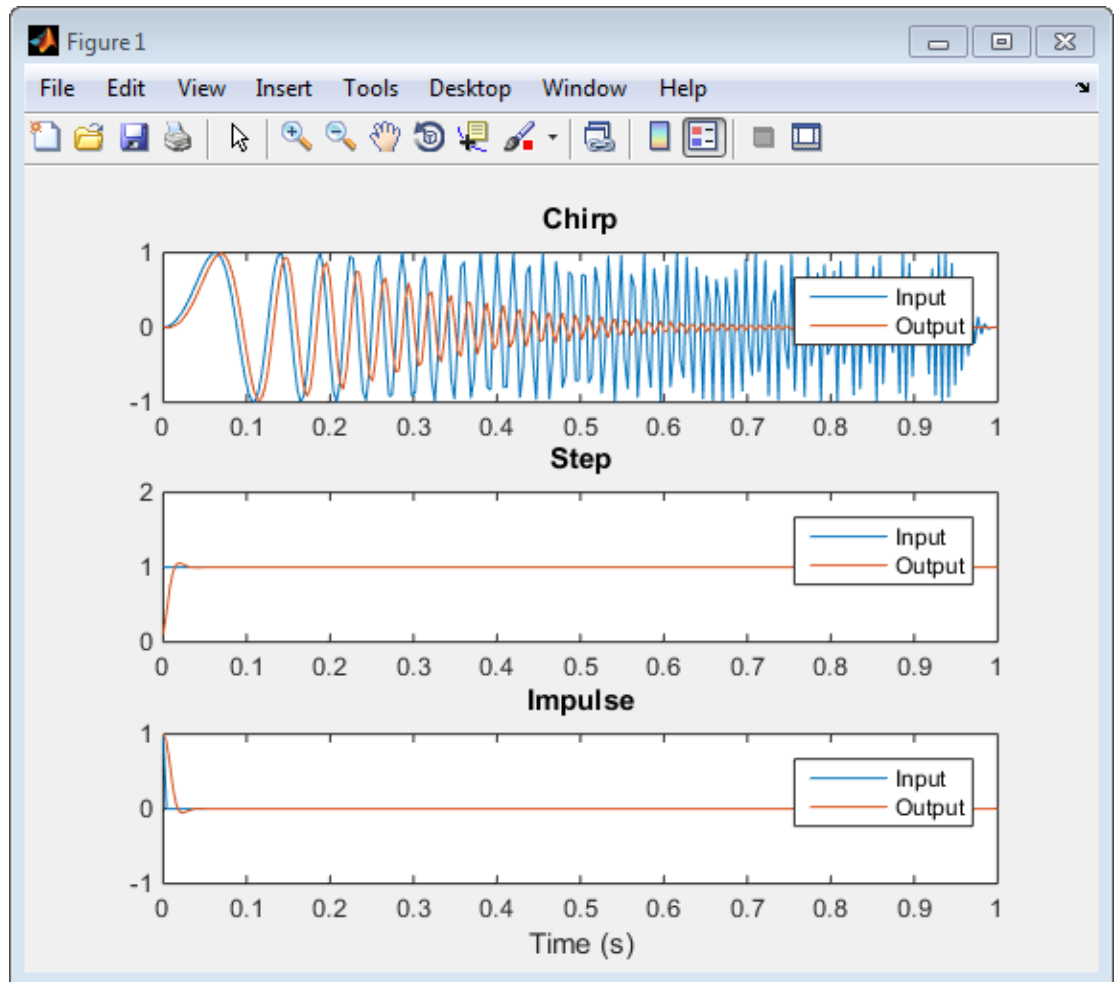 Figure 1
File Edit View Insert Tools Desktop Window Help
Chirp
1
0
-1
Input
Output
0 0.1 0.2 0.3 0.4 0.5 0.6 0.7 0.8 0.9 1
Step
2
1
0
Input
Output
0 0.1 0.2 0.3 0.4 0.5 0.6 0.7 0.8 0.9 1
Impulse
1
0
-1
Input
Output
0 0.1 0.2 0.3 0.4 0.5 0.6 0.7 0.8 0.9 1
Time (s)